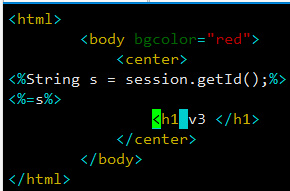 <html>
<body bgcolor="red">
<center>
<%String s = session.getId();%>
<%=s%>
<h1 v3 </h1>
</center>
</body>
</html>